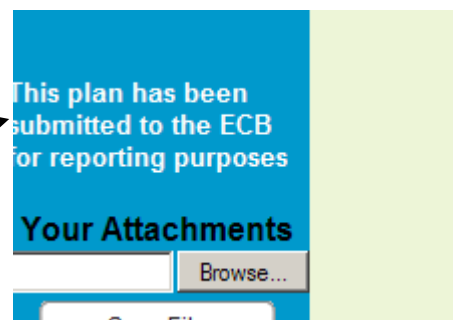 This plan has been
submitted to the ECB
for reporting purposes
Your Attachments
Browse...